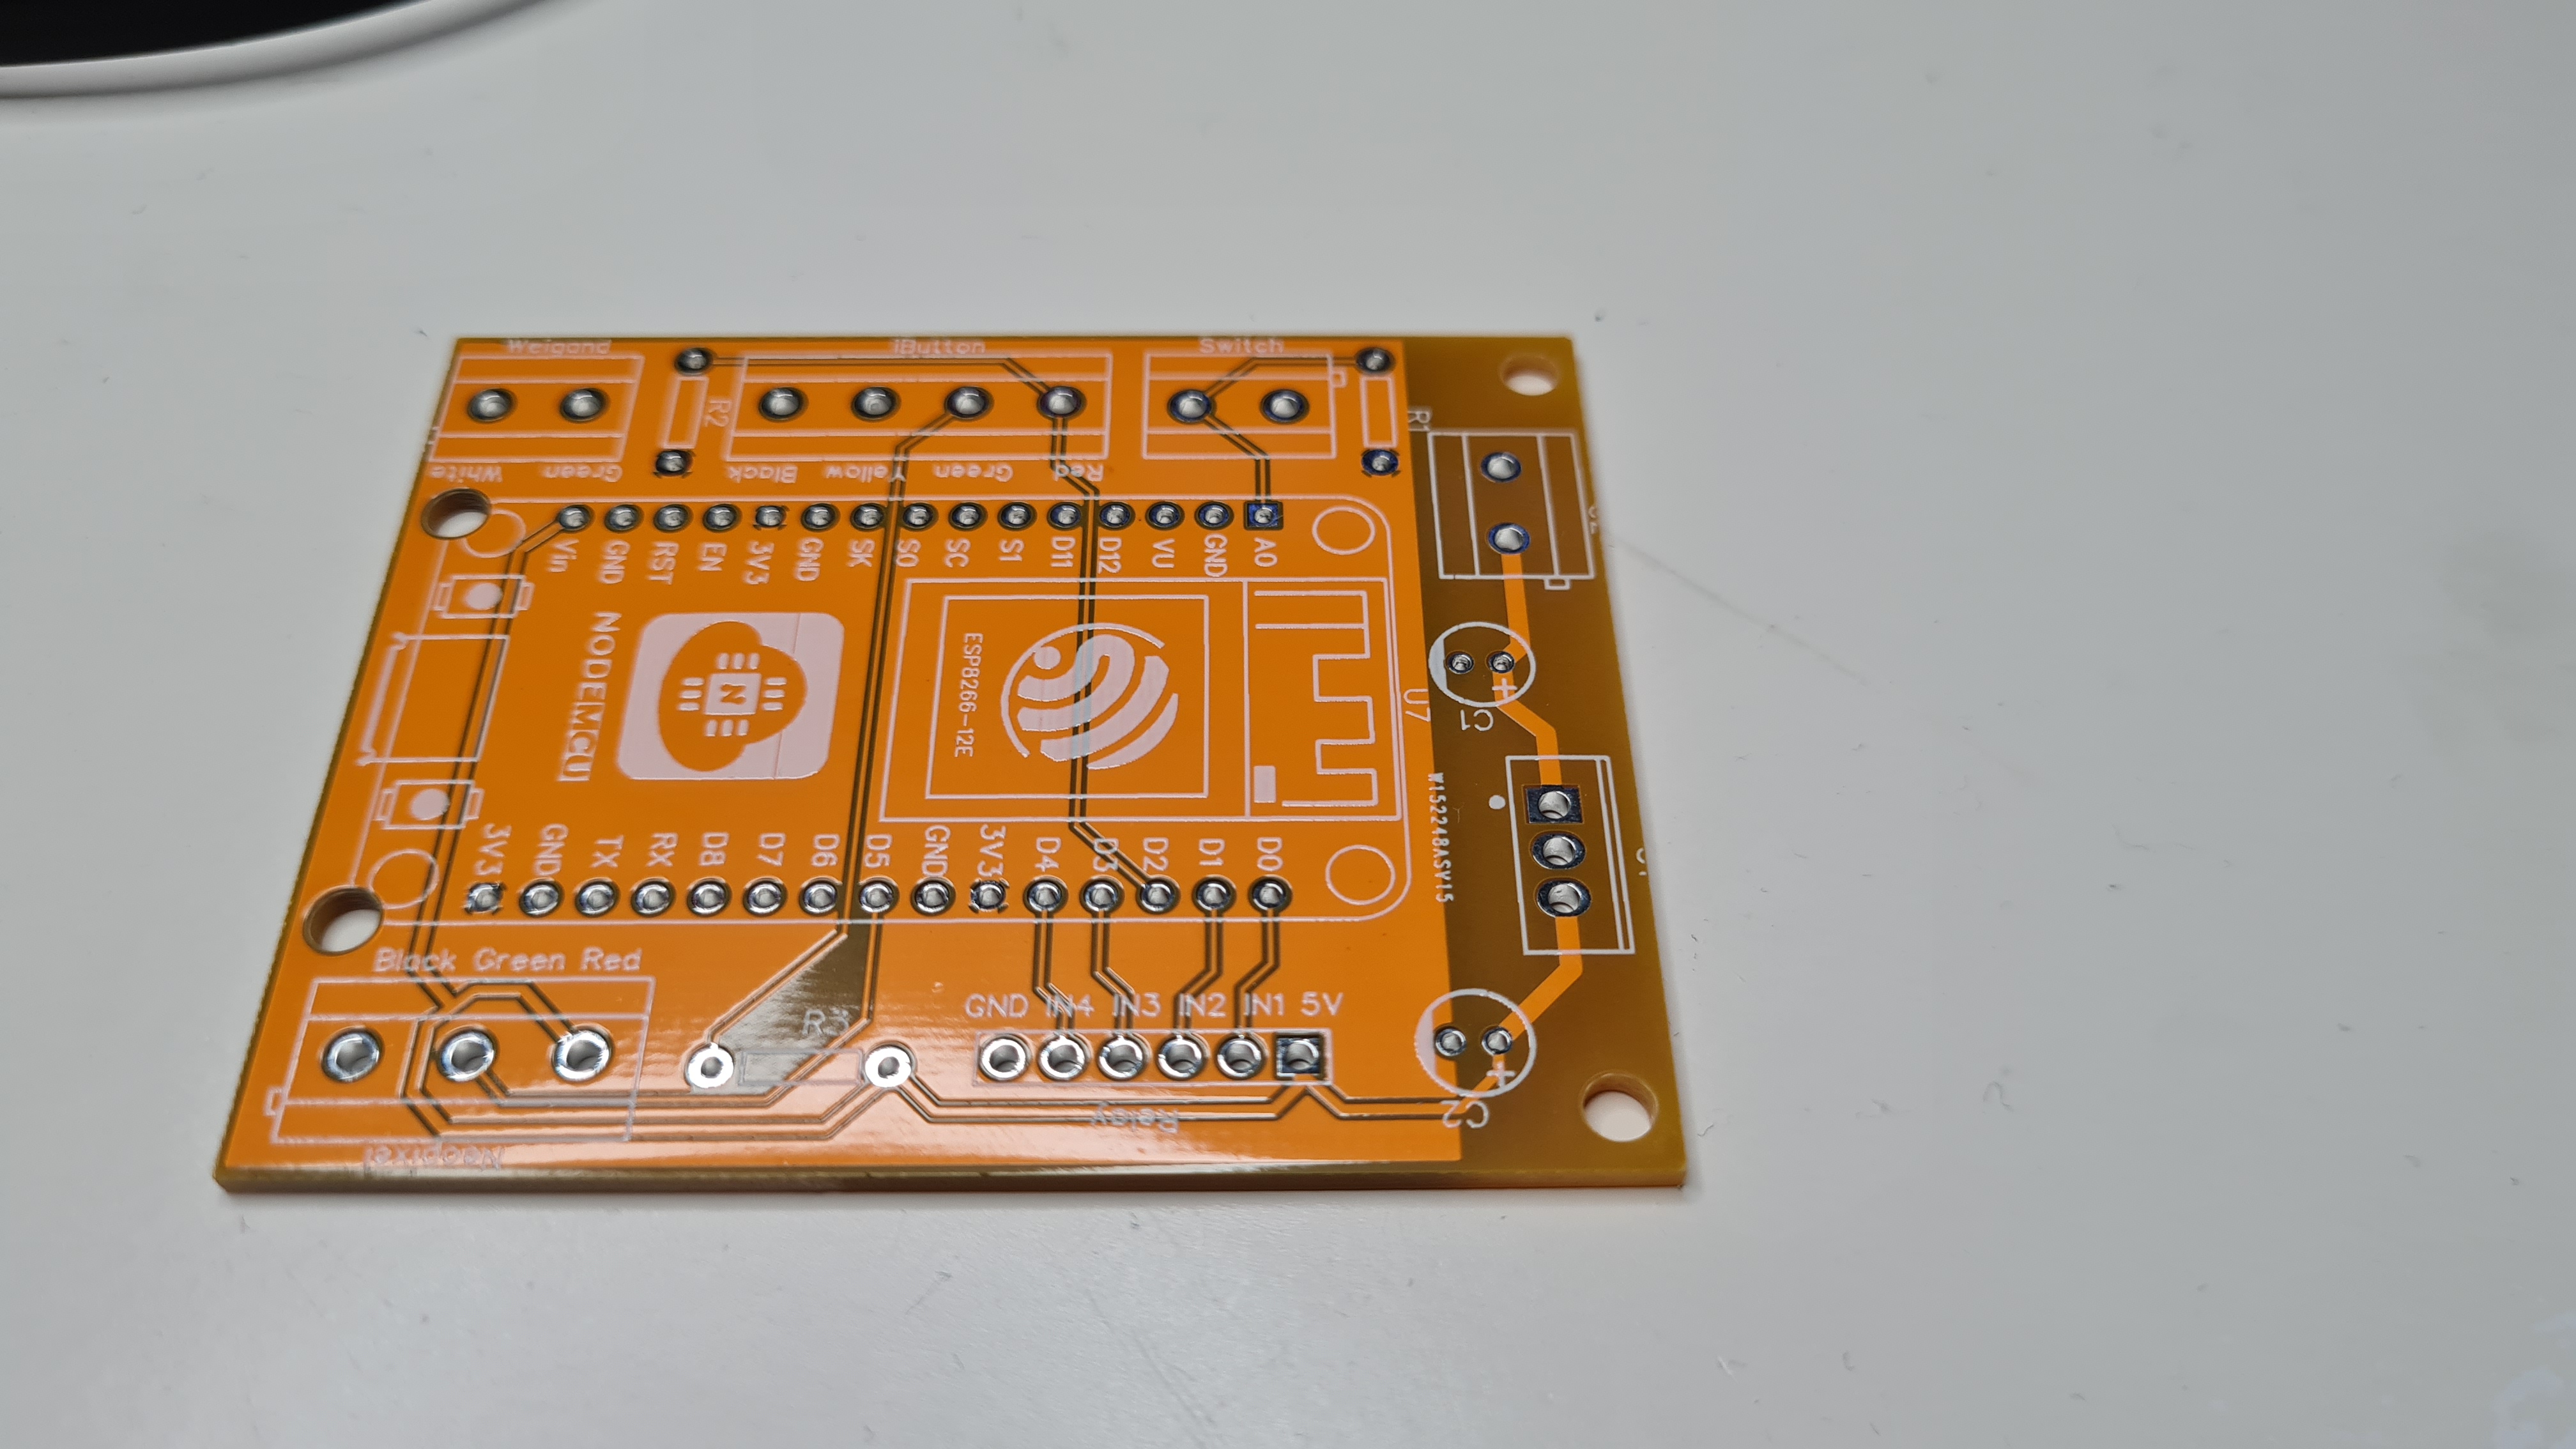 Weigand
iButton
Switch
R2
R1
White
Green
Black
Yellow
Green
Red
Vin
GND
RST
EN
3V3
GND
SK
S0
SC
S1
D11
D12
VU
GND
A0
NODEMCU
N
ESP8266-12E
U7
C1
W152248ASV15
3V3
GND
TX
RX
D8
D7
D6
D5
GND
3V3
D4
D3
D2
D1
D0
Black Green Red
GND IN4 IN3 IN2 IN1 5V
R3
+
+
C2
Relay
Neopixel